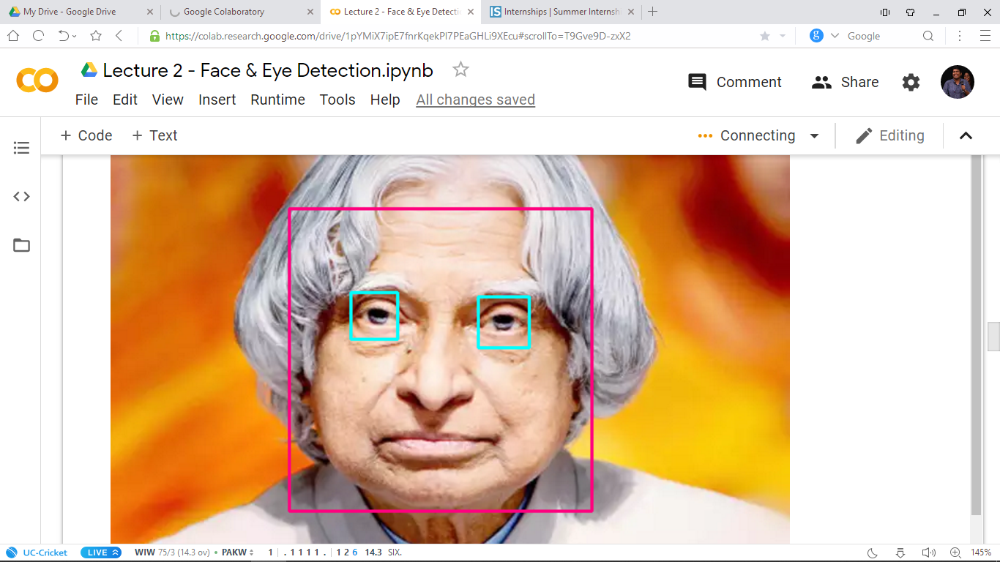 My Drive - Google Drive
Google Colaboratory
Lecture 2 - Face & Eye Detecti
Internships | Summer Internsh
https://colab.research.google.com/drive/1pYMiX7ipE7fnrKqekPl7PEaGHLi9XEcu#scrollTo=T9Gve9D-zxX2
Google
Lecture 2 - Face & Eye Detection.ipynb
File Edit View Insert Runtime Tools Help All changes saved
Comment
Share
+ Code + Text
Connecting
Editing
UC-Cricket LIVE WIW 75/3 (14.3 ov) • PAKW 1 | . 1 1 1 1 . | 1 2 6 14.3 SIX.
145%